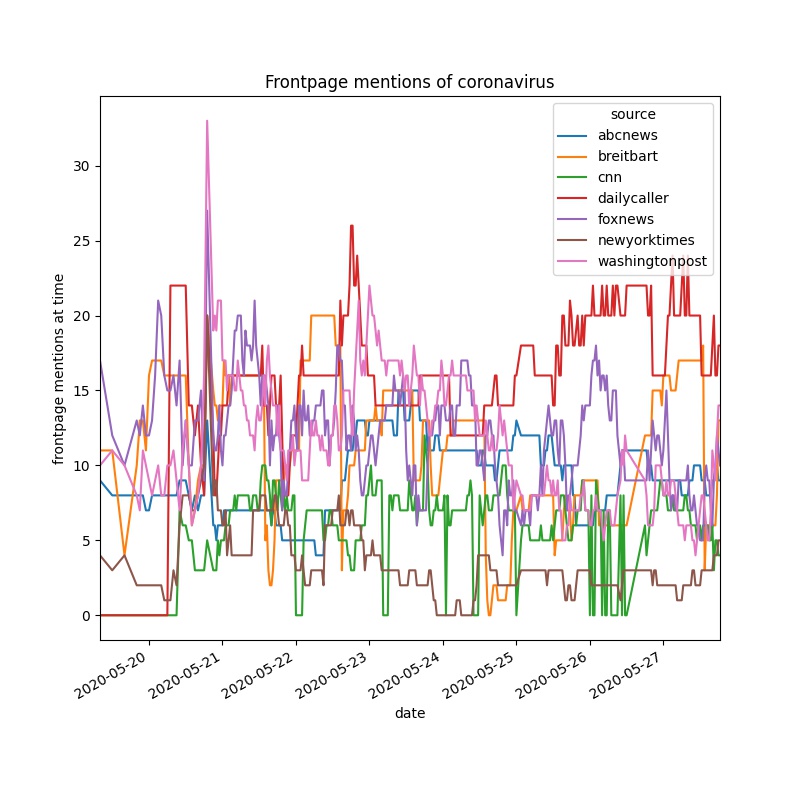 Frontpage mentions of coronavirus
source
abcnews
breitbart
cnn
dailycaller
foxnews
newyorktimes
washingtonpost
frontpage mentions at time
30
25
20
15
10
5
0
2020-05-20
2020-05-21
2020-05-22
2020-05-23
2020-05-24
2020-05-25
2020-05-26
2020-05-27
date